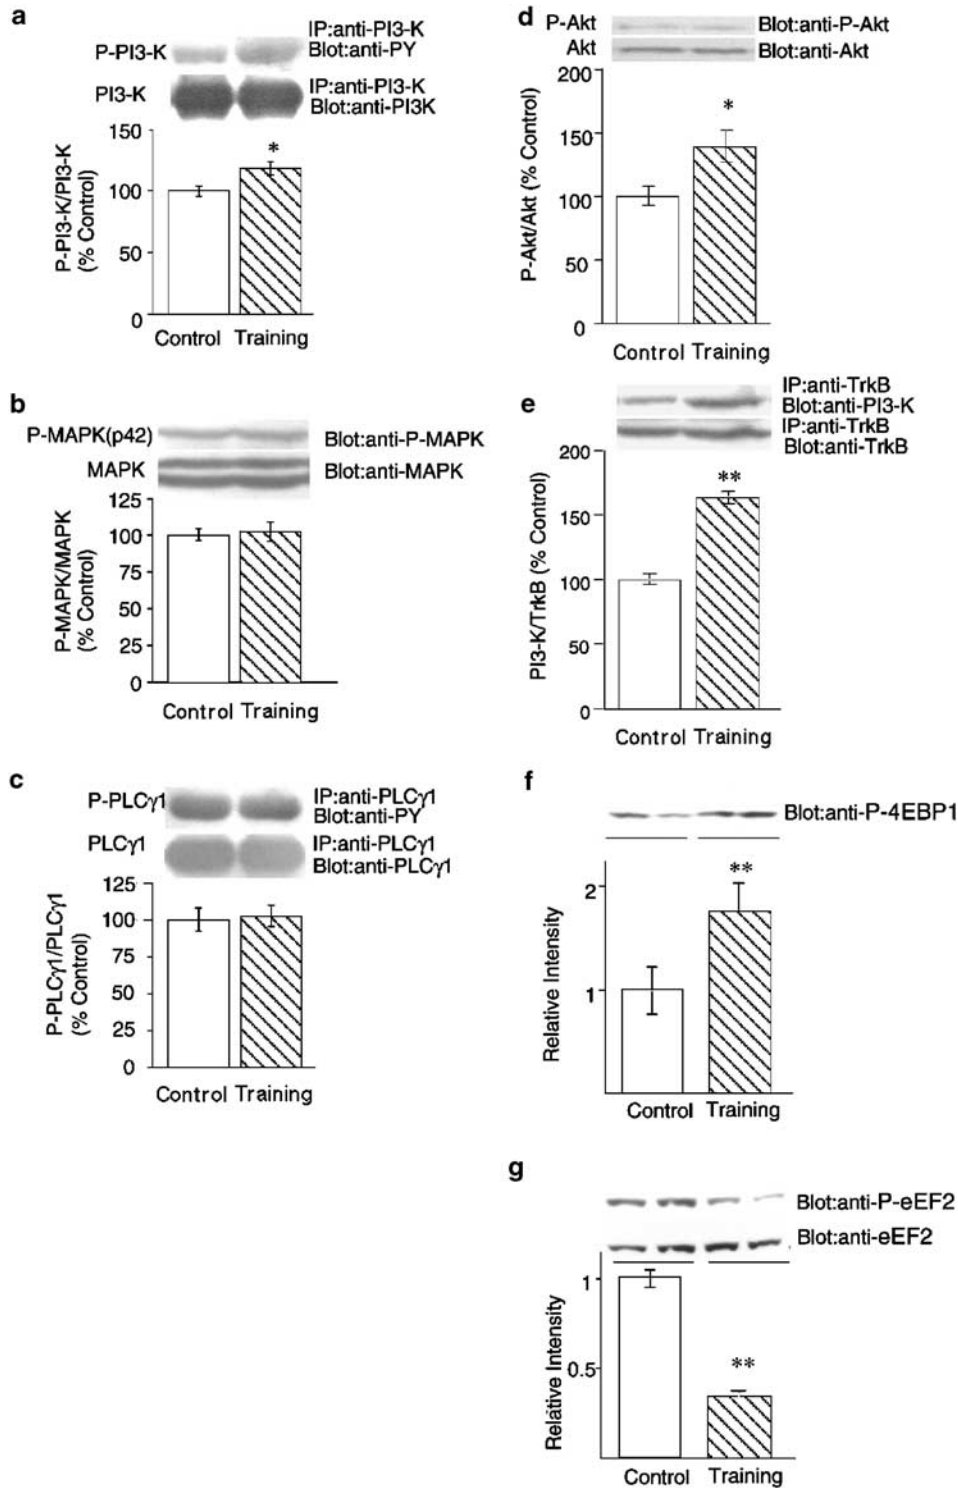 a
P-PI3-K
IP:anti-PI3-K
Blot:anti-PY
PI3-K
IP:anti-PI3-K
Blot:anti-PI3K
P-PI3-K/PI3-K
(% Control)
150
100
50
0
*
Control Training
b
P-MAPK(p42)
Blot:anti-P-MAPK
MAPK
Blot:anti-MAPK
P-MAPK/MAPK
(% Control)
125
100
75
50
25
0
Control Training
c
P-PLCγ1
IP:anti-PLCγ1
Blot:anti-PY
PLCγ1
IP:anti-PLCγ1
Blot:anti-PLCγ1
P-PLCγ1/PLCγ1
(% Control)
125
100
75
50
25
0
Control Training
d
P-Akt
Blot:anti-P-Akt
Akt
Blot:anti-Akt
P-Akt/Akt (% Control)
200
150
100
50
0
*
Control Training
e
IP:anti-TrkB
Blot:anti-PI3-K
IP:anti-TrkB
Blot:anti-TrkB
PI3-K/TrkB (% Control)
200
150
100
50
0
**
Control Training
f
Blot:anti-P-4EBP1
Relative Intensity
2
1
**
Control Training
g
Blot:anti-P-eEF2
Blot:anti-eEF2
Relative Intensity
1
0.5
**
Control Training